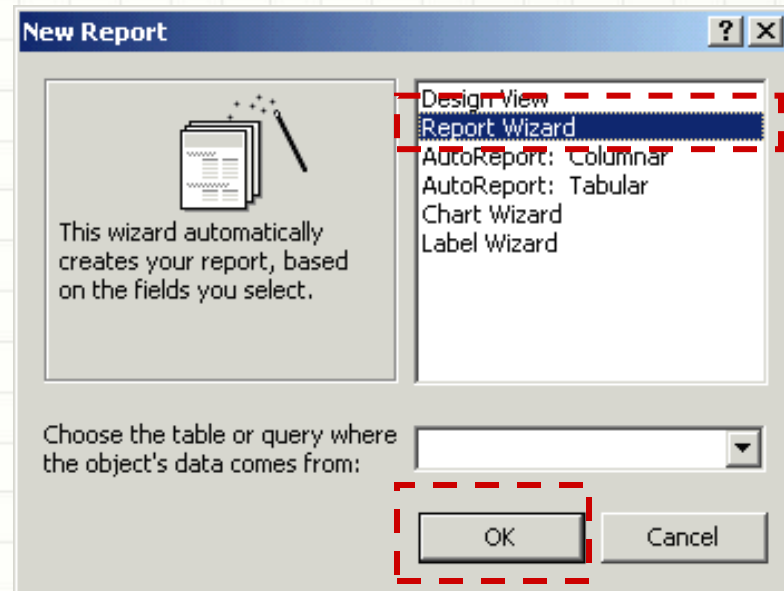 New Report
Design View
Report Wizard
AutoReport: Columnar
AutoReport: Tabular
Chart Wizard
Label Wizard
This wizard automatically
creates your report, based
on the fields you select.
Choose the table or query where
the object's data comes from:
OK
Cancel